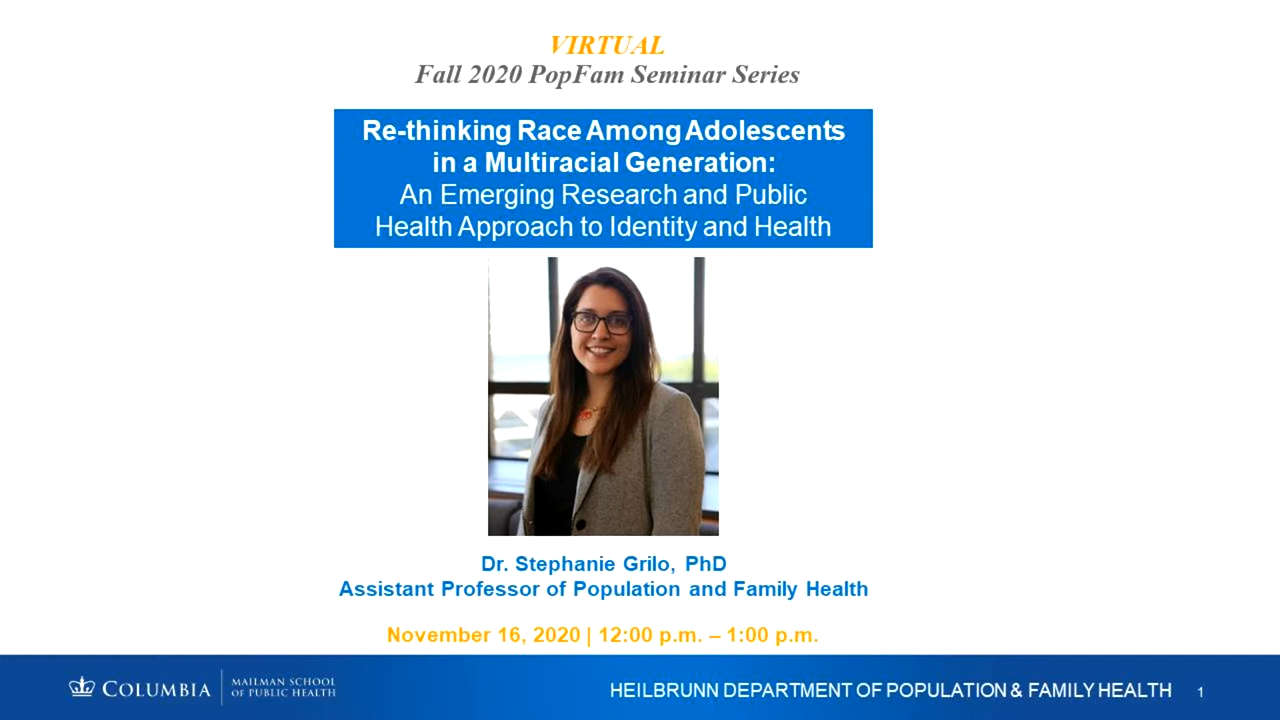 VIRTUAL
Fall 2020 PopFam Seminar Series
Re-thinking Race Among Adolescents
in a Multiracial Generation:
An Emerging Research and Public
Health Approach to Identity and Health
Dr. Stephanie Grilo, PhD
Assistant Professor of Population and Family Health
November 16, 2020 | 12:00 p.m. – 1:00 p.m.
COLUMBIA
MAILMAN SCHOOL
OF PUBLIC HEALTH
HEILBRUNN DEPARTMENT OF POPULATION & FAMILY HEALTH
1